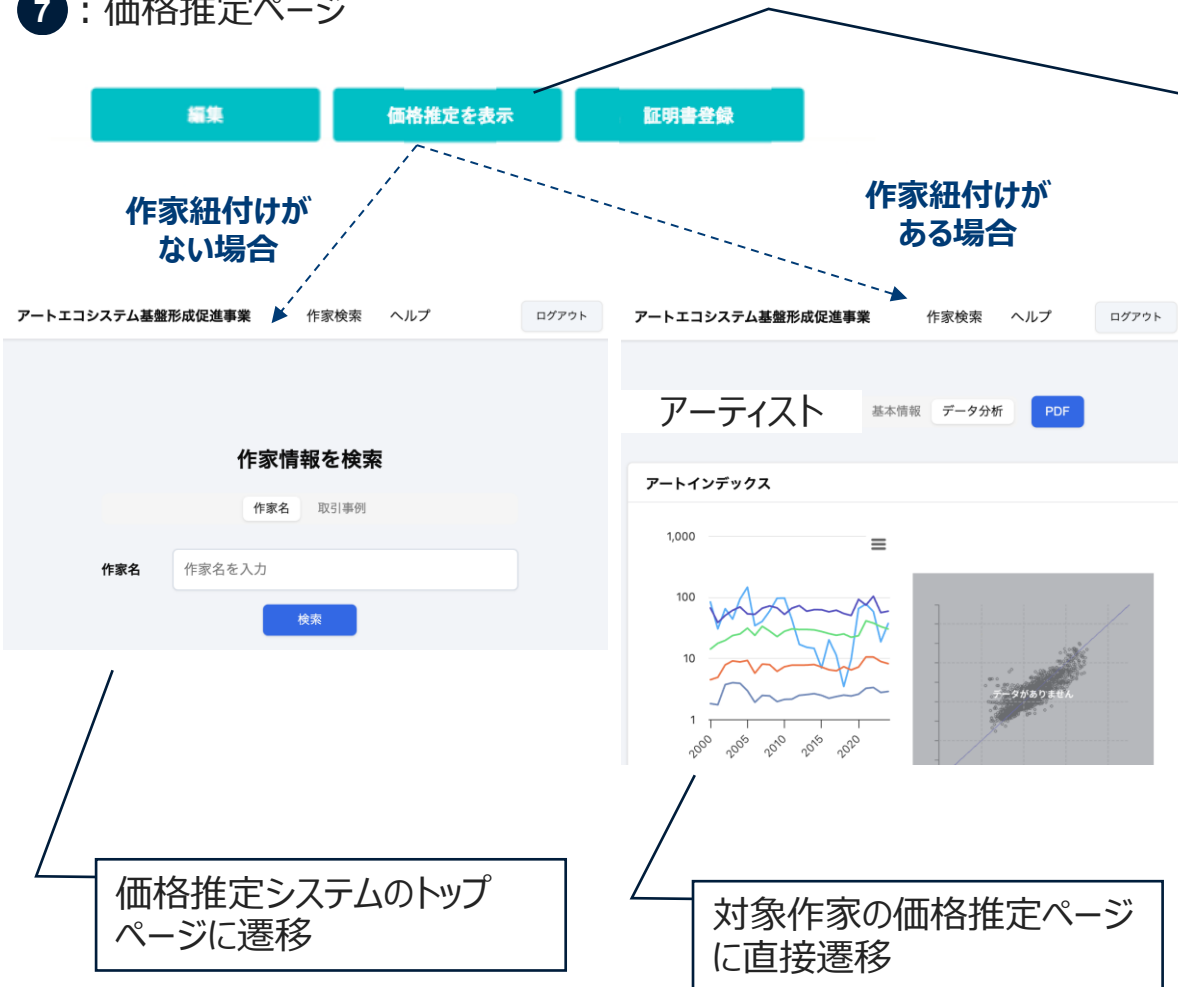 7：価格推定ページ
編集
価格推定を表示
証明書登録
作家紐付けが
ない場合
作家紐付けが
ある場合
アートエコシステム基盤形成促進事業
作家検索
ヘルプ
ログアウト
作家情報を検索
作家名
取引事例
作家名
作家名を入力
検索
アートエコシステム基盤形成促進事業
作家検索
ヘルプ
ログアウト
アーティスト
基本情報
データ分析
PDF
アートインデックス
1,000
100
10
1
2000
2005
2010
2015
2020
データがありません
価格推定システムのトップ
ページに遷移
対象作家の価格推定ページ
に直接遷移